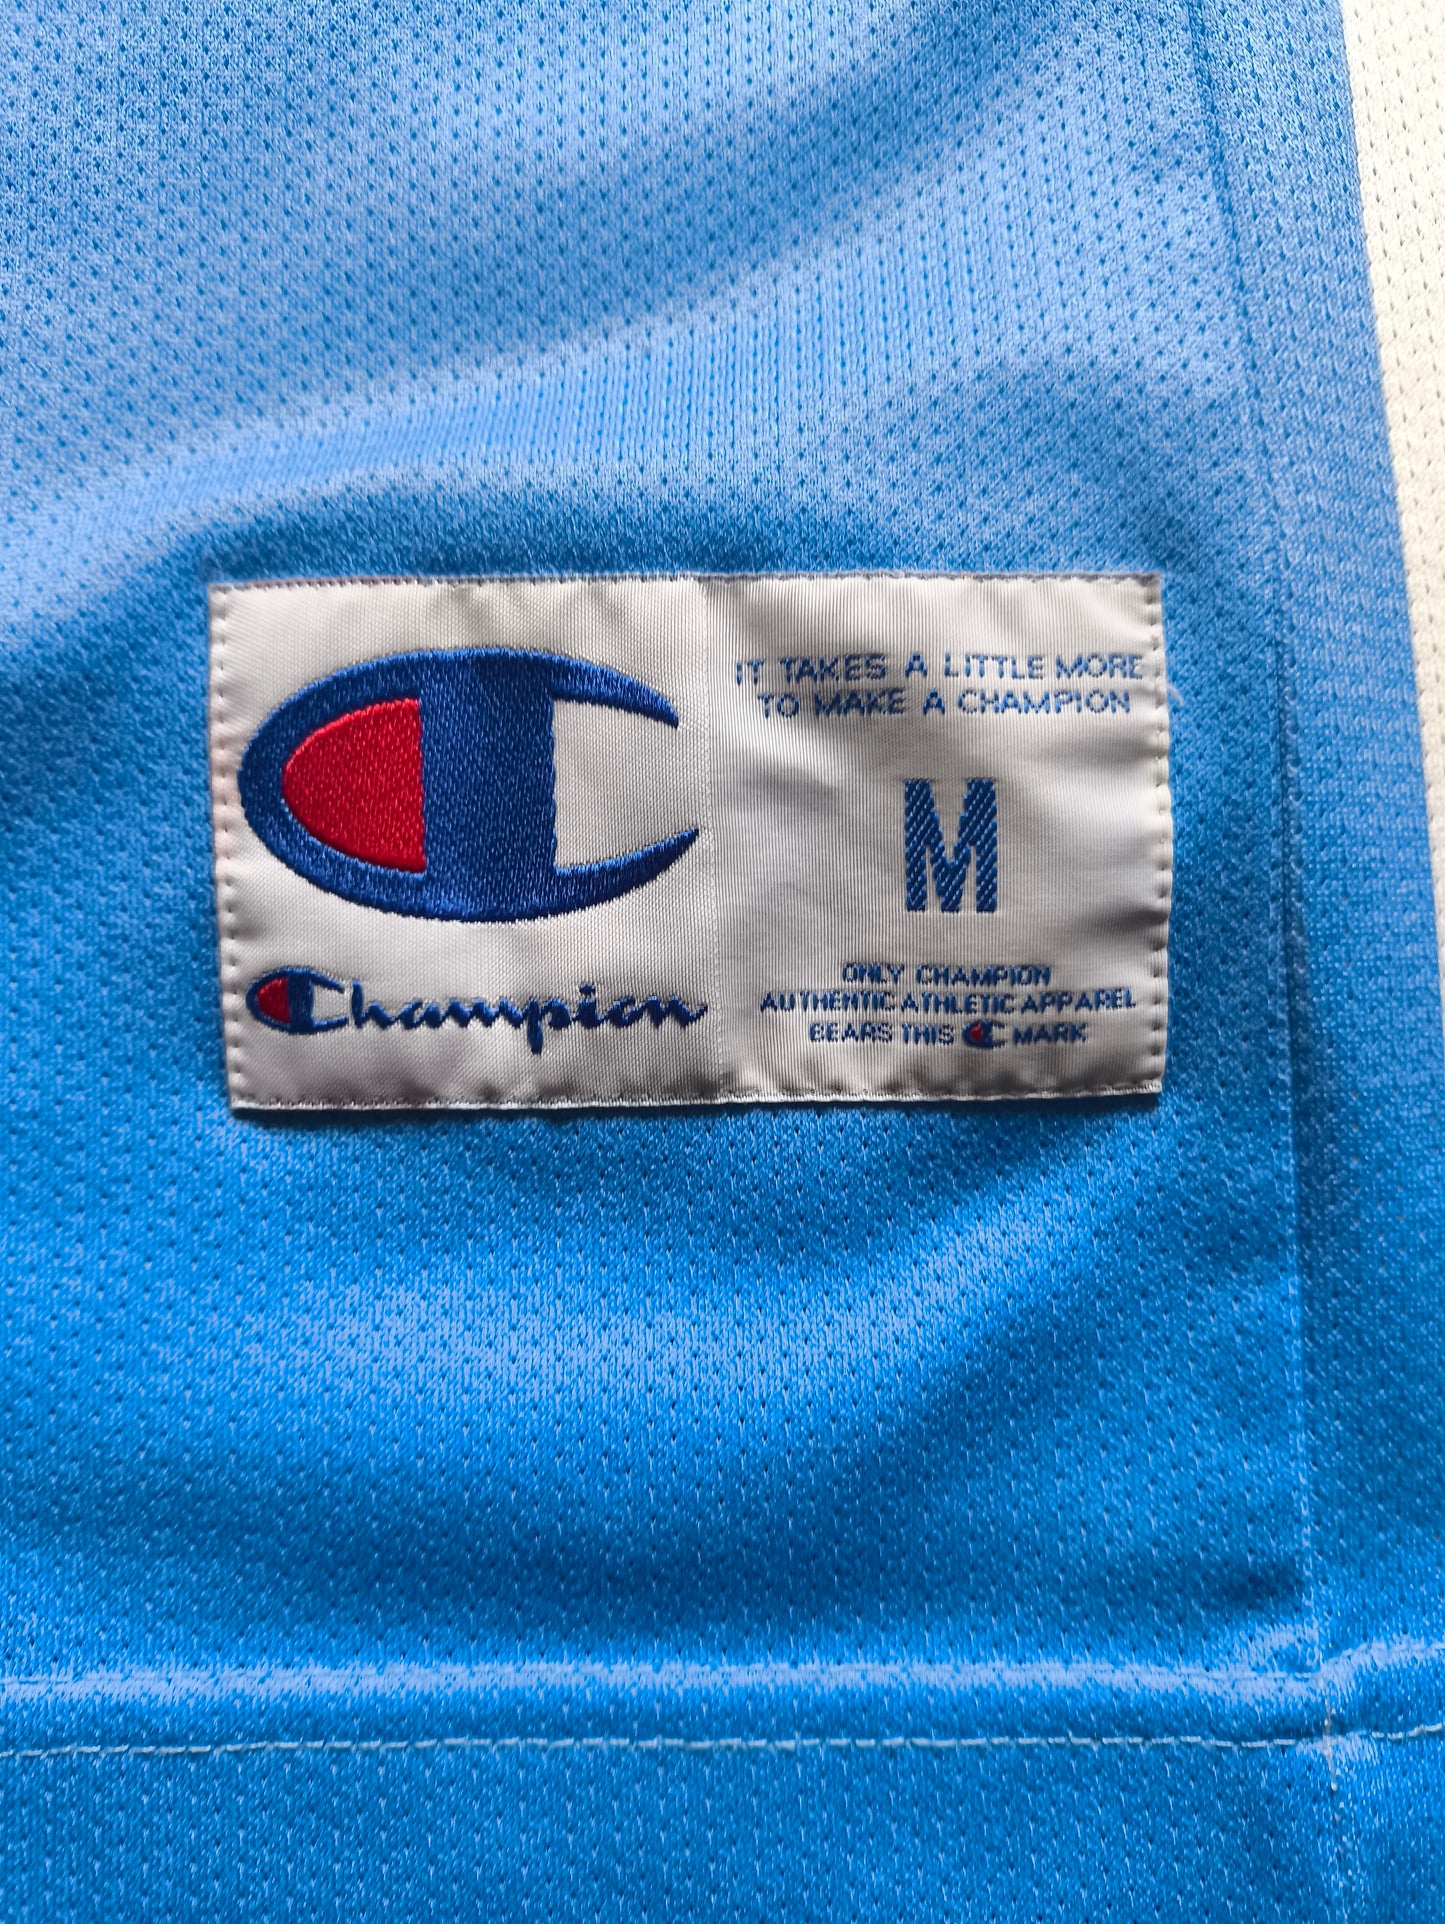 Champion
IT TAKES A LITTLE MORE
TO MAKE A CHAMPION
M
ONLY CHAMPION
AUTHENTIC ATHLETIC APPAREL
BEARS THIS C MARK